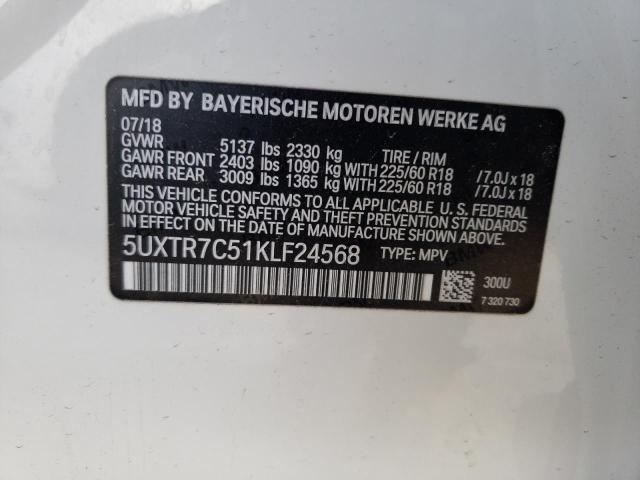 MFD BY BAYERISCHE MOTOREN WERKE AG
07/18
GVWR 5137 lbs 2330 kg TIRE / RIM
GAWR FRONT 2403 lbs 1090 kg WITH 225/60 R18 /7.0J x 18
GAWR REAR 3009 lbs 1365 kg WITH 225/60 R18 /7.0J x 18
THIS VEHICLE CONFORMS TO ALL APPLICABLE U.S. FEDERAL
MOTOR VEHICLE SAFETY AND THEFT PREVENTION STANDARDS
IN EFFECT ON THE DATE OF MANUFACTURE SHOWN ABOVE.
5UXTR7C51KLF24568 TYPE: MPV
300U
7 320 730